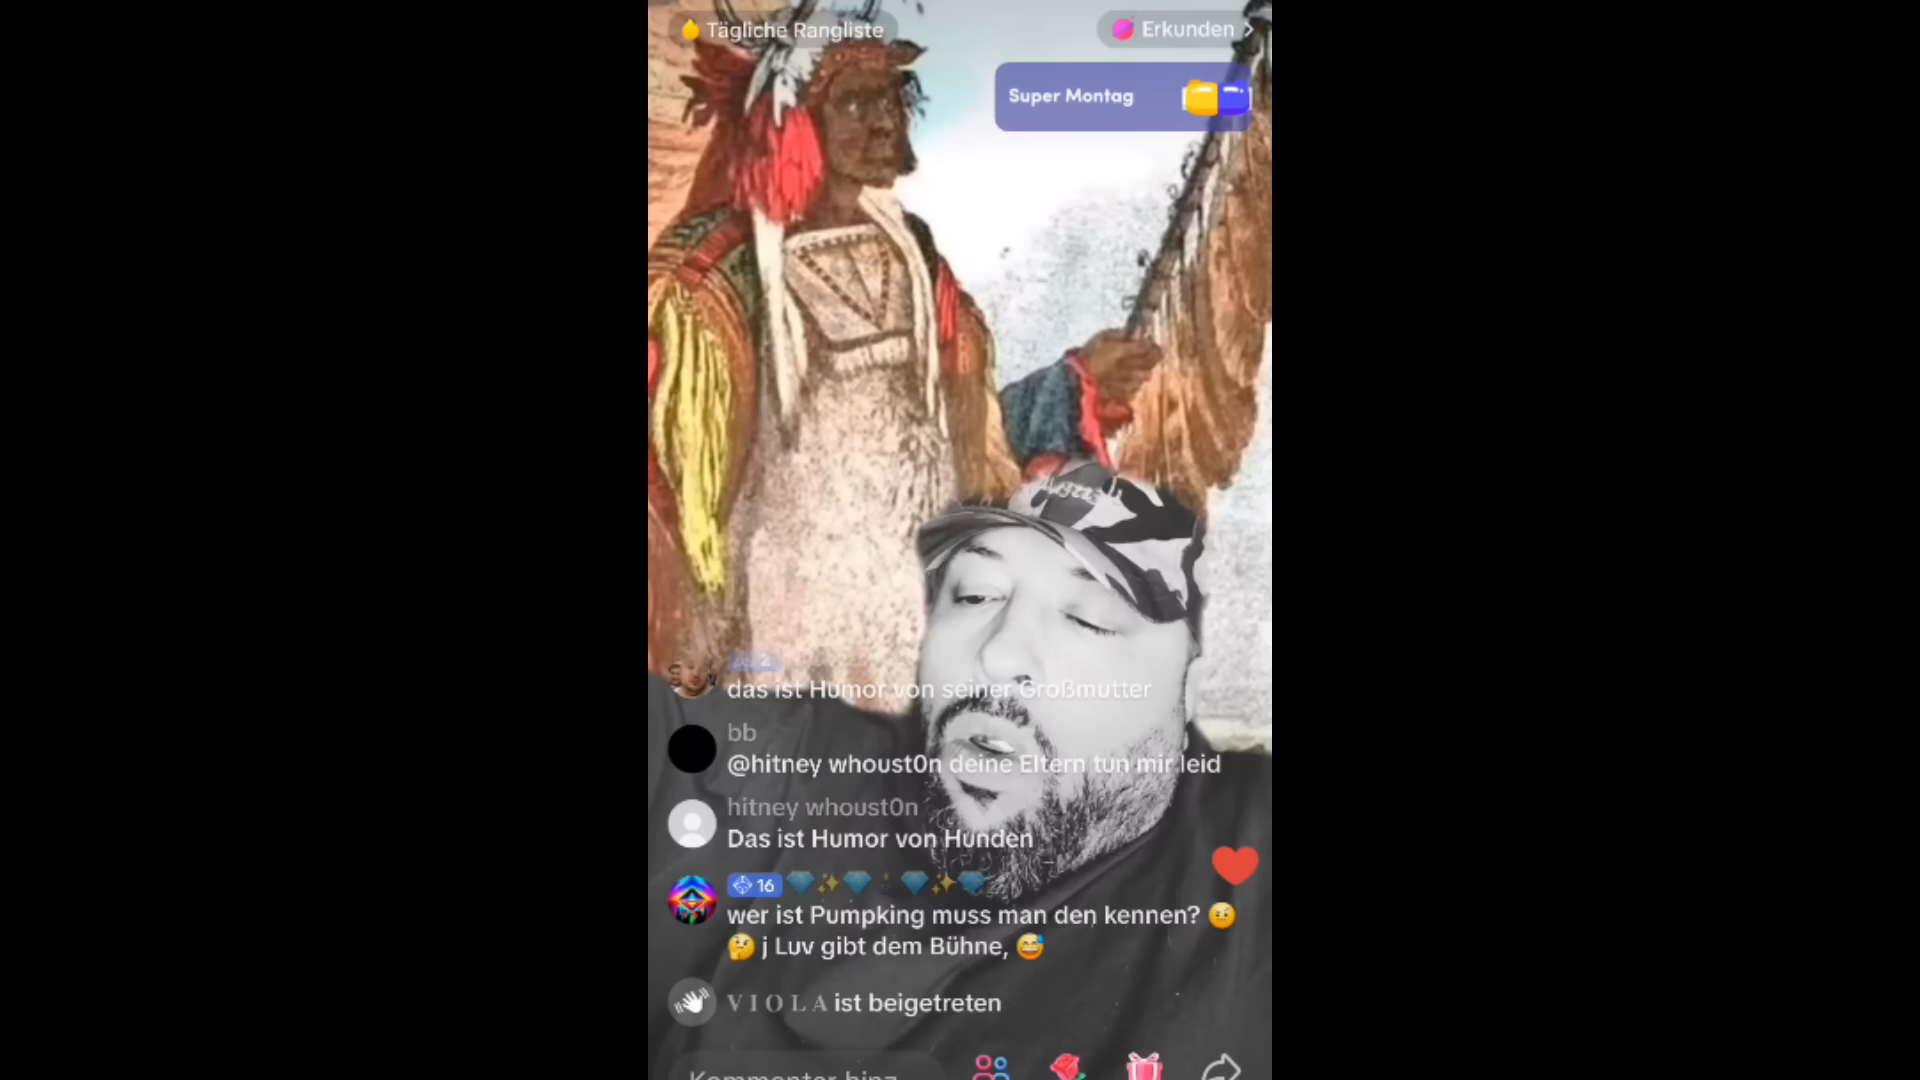 Tägliche Rangliste
Erkunden
Super Montag
das ist Humor von seiner Großmutter
bb
@hitney whoust0n deine Eltern tun mir leid
hitney whoust0n
Das ist Humor von Hunden
16
wer ist Pumpking muss man den kennen?
j Luv gibt dem Bühne,
V I O L A ist beigetreten
Kommentar hinz